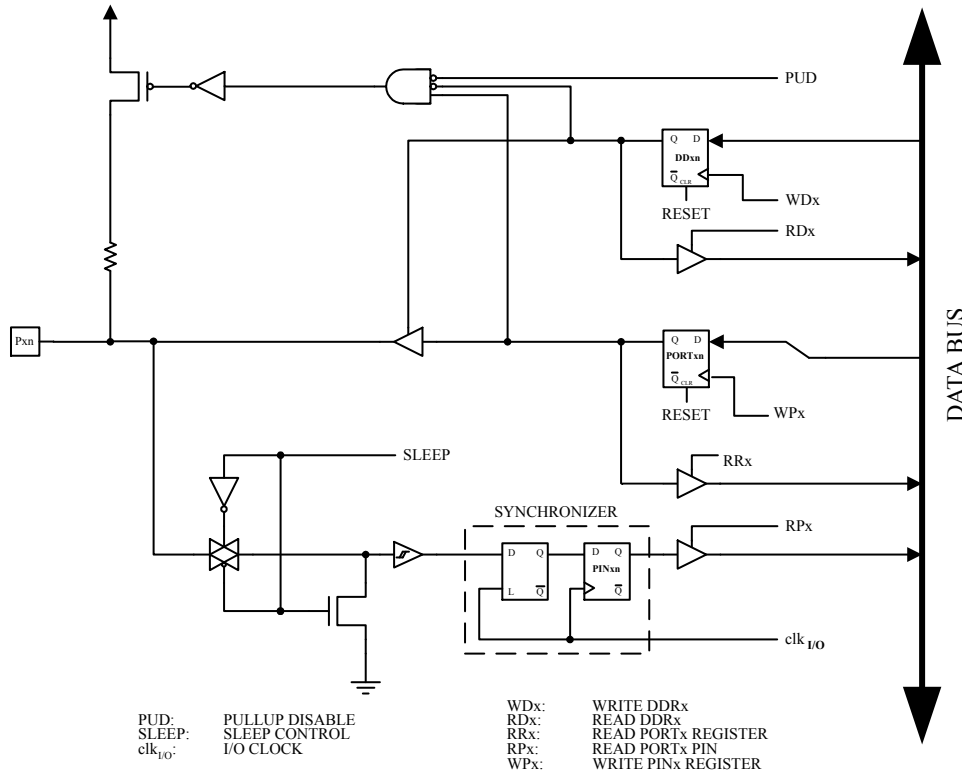 PUD
Q D
DDxn
Q CLR
WDx
RESET
RDx
Pxn
Q D
PORTxn
Q CLR
RESET
WPx
DATA BUS
SLEEP
RRx
SYNCHRONIZER
RPx
D Q
L Q
D Q
PINxn
Q
clk I/O
PUD: PULLUP DISABLE
SLEEP: SLEEP CONTROL
clkI/O: I/O CLOCK
WDx: WRITE DDRx
RDx: READ DDRx
RRx: READ PORTx REGISTER
RPx: READ PORTx PIN
WPx: WRITE PINx REGISTER